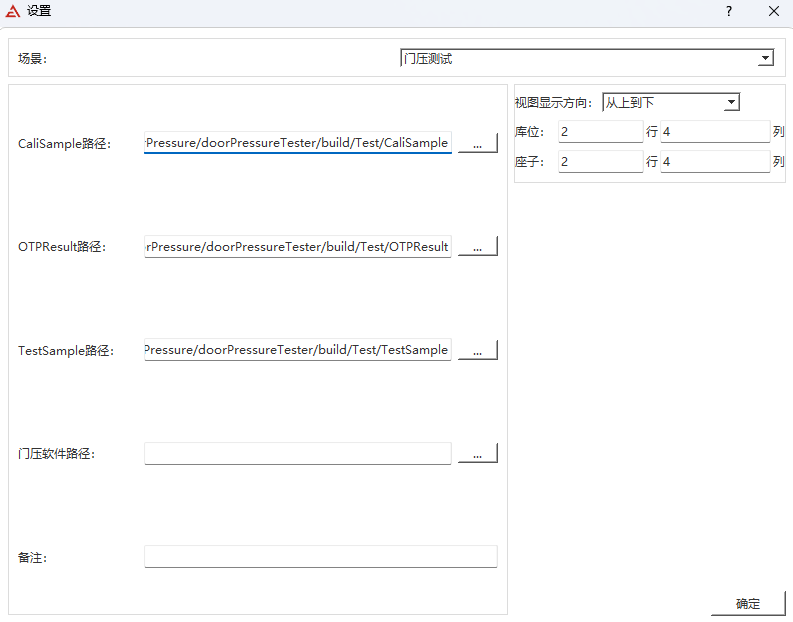 设置
?
场景：
门压测试
CaliSample路径：
rPressure/doorPressureTester/build/Test/CaliSample
...
OTPResult路径：
orPressure/doorPressureTester/build/Test/OTPResult
...
TestSample路径：
Pressure/doorPressureTester/build/Test/TestSample
...
门压软件路径：
...
备注：
视图显示方向：
从上到下
库位： 2 行 4 列
座子： 2 行 4 列
确定